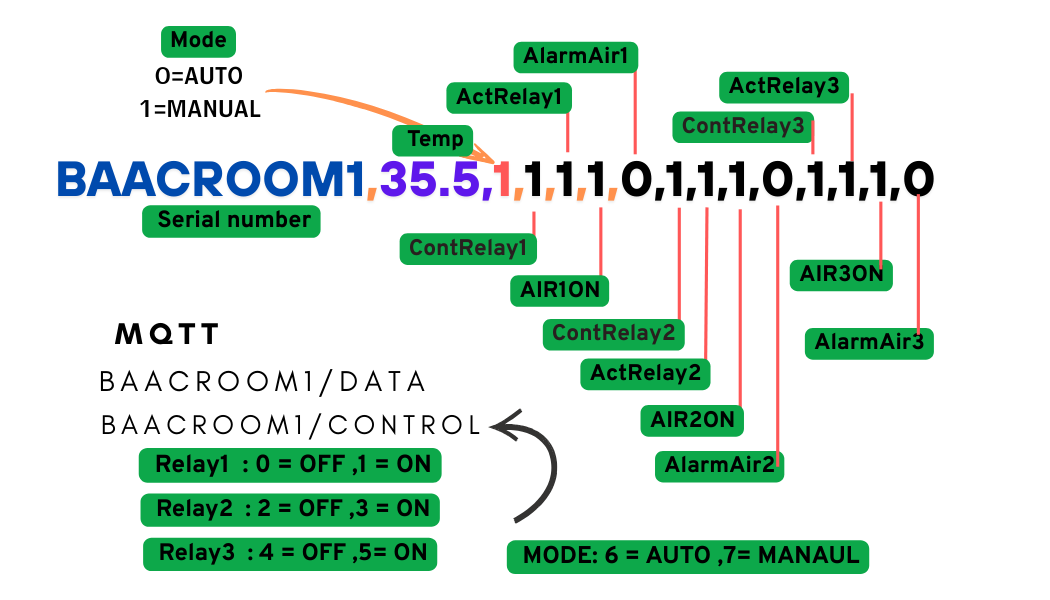 Mode
0=AUTO
1=MANUAL
AlarmAir1
ActRelay1
ActRelay3
ContRelay3
Temp
BAACROOM1,35.5,1,1,1,1,0,1,1,1,0,1,1,1,0
Serial number
ContRelay1
AIR1ON
AIR3ON
ContRelay2
AlarmAir3
ActRelay2
AIR2ON
AlarmAir2
MQTT
BAACROOM1/DATA
BAACROOM1/CONTROL
Relay1 : 0 = OFF ,1 = ON
Relay2 : 2 = OFF ,3 = ON
Relay3 : 4 = OFF ,5= ON
MODE: 6 = AUTO ,7= MANAUL